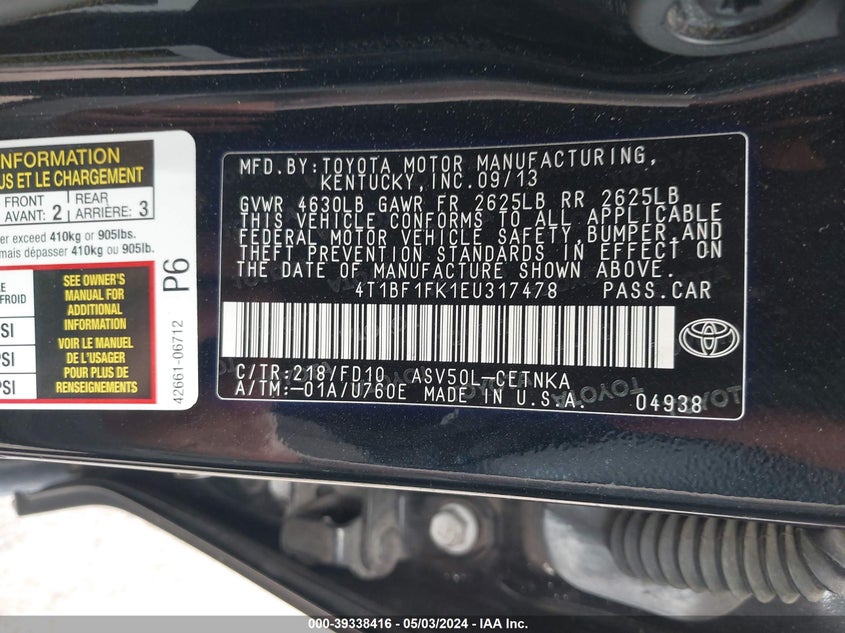 INFORMATION
US ET LE CHARGEMENT
FRONT
AVANT: 2
REAR
ARRIÈRE: 3
er exceed 410kg or 905lbs.
mais dépasser 410kg ou 905lb.
FROID
PSI
PSI
PSI
SEE OWNER'S
MANUAL FOR
ADDITIONAL
INFORMATION
VOIR LE MANUEL
DE L'USAGER
POUR PLUS DE
RENSEIGNEMENTS
P6
42661-06712
MFD.BY:TOYOTA MOTOR MANUFACTURING,
KENTUCKY,INC.09/13
GVWR 4630LB GAWR FR 2625LB RR 2625LB
THIS VEHICLE CONFORMS TO ALL APPLICABLE
FEDERAL MOTOR VEHICLE SAFETY,BUMPER,AND
THEFT PREVENTION STANDARDS IN EFFECT ON
THE DATE OF MANUFACTURE SHOWN ABOVE.
4T1BF1FK1EU317478 PASS.CAR
C/TR:218/FD10 ASV50L-CETNKA
A/TM:-01A/U760E MADE IN U.S.A. 04938
000-39338416 - 05/03/2024 - IAA Inc.